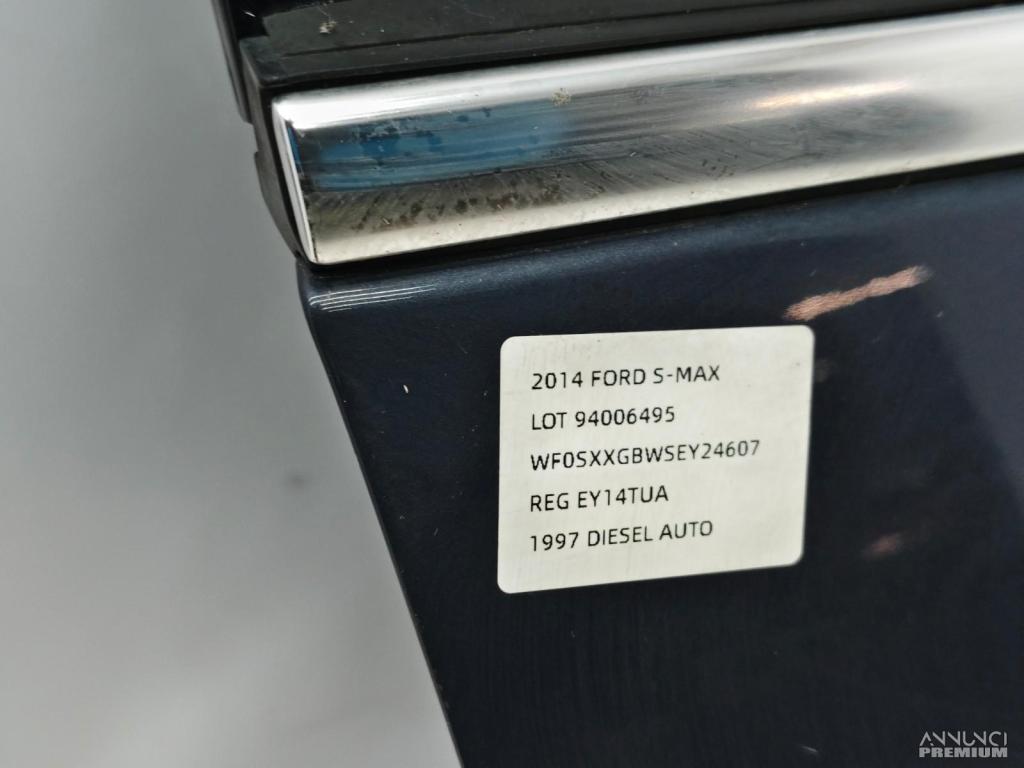 2014 FORD S-MAX
LOT 94006495
WF0SXXGBWSEY24607
REG EY14TUA
1997 DIESEL AUTO
ANNUNCI
PREMIUM